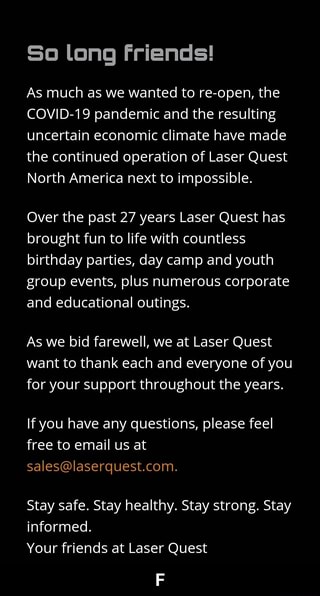 So long friends!
As much as we wanted to re-open, the
COVID-19 pandemic and the resulting
uncertain economic climate have made
the continued operation of Laser Quest
North America next to impossible.
Over the past 27 years Laser Quest has
brought fun to life with countless
birthday parties, day camp and youth
group events, plus numerous corporate
and educational outings.
As we bid farewell, we at Laser Quest
want to thank each and everyone of you
for your support throughout the years.
If you have any questions, please feel
free to email us at
sales@laserquest.com.
Stay safe. Stay healthy. Stay strong. Stay
informed.
Your friends at Laser Quest
F